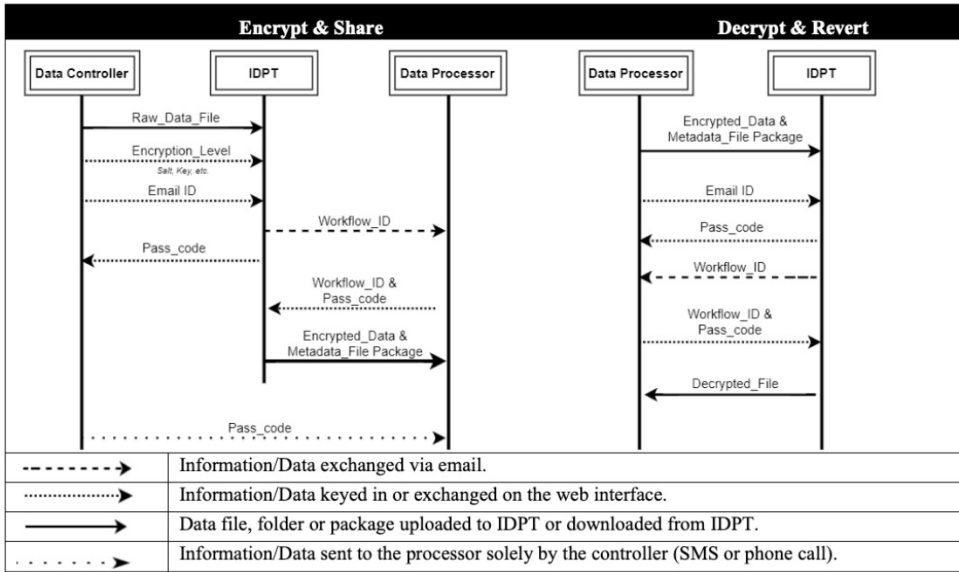 Encrypt & Share
Decrypt & Revert
Data Controller
IDPT
Data Processor
Data Processor
IDPT
Raw_Data_File
Encryption_Level
Salt, Key, etc.
Email ID
Workflow_ID
Pass_code
Workflow_ID &
Pass_code
Encrypted_Data &
Metadata_File Package
Pass_code
Encrypted_Data &
Metadata_File Package
Email ID
Pass_code
Workflow_ID
Workflow_ID &
Pass_code
Decrypted_File
Information/Data exchanged via email.
Information/Data keyed in or exchanged on the web interface.
Data file, folder or package uploaded to IDPT or downloaded from IDPT.
Information/Data sent to the processor solely by the controller (SMS or phone call).